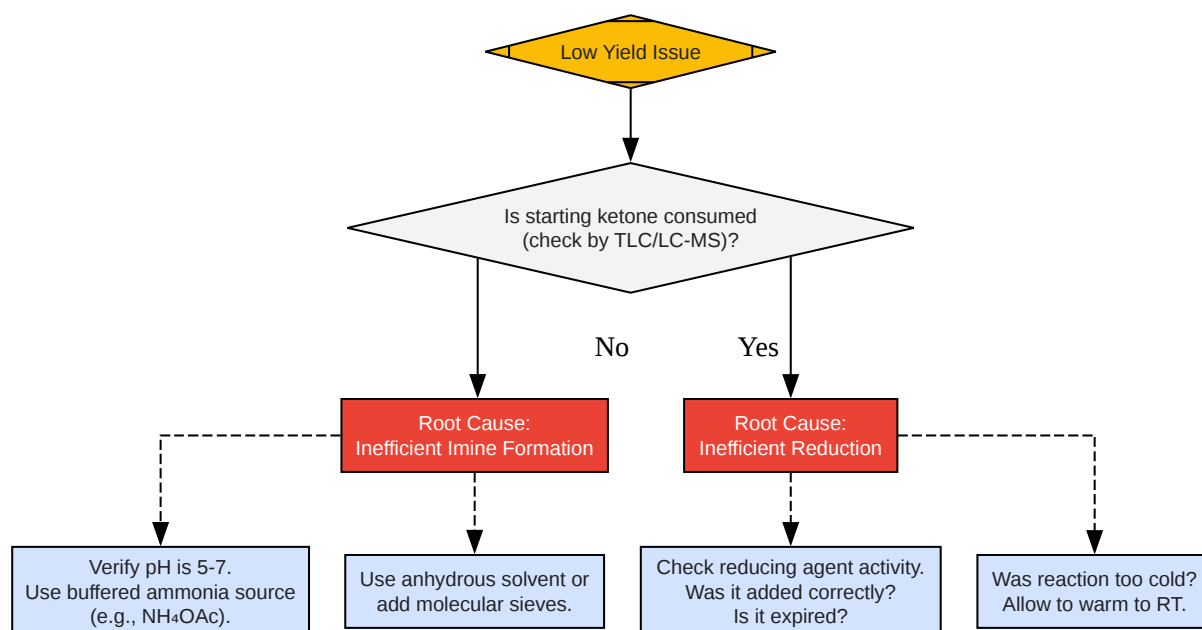 Low Yield Issue
Is starting ketone consumed
(check by TLC/LC-MS)?
No
Yes
Root Cause:
Inefficient Imine Formation
Root Cause:
Inefficient Reduction
Verify pH is 5-7.
Use buffered ammonia source
(e.g., NH₄OAc).
Use anhydrous solvent or
add molecular sieves.
Check reducing agent activity.
Was it added correctly?
Is it expired?
Was reaction too cold?
Allow to warm to RT.